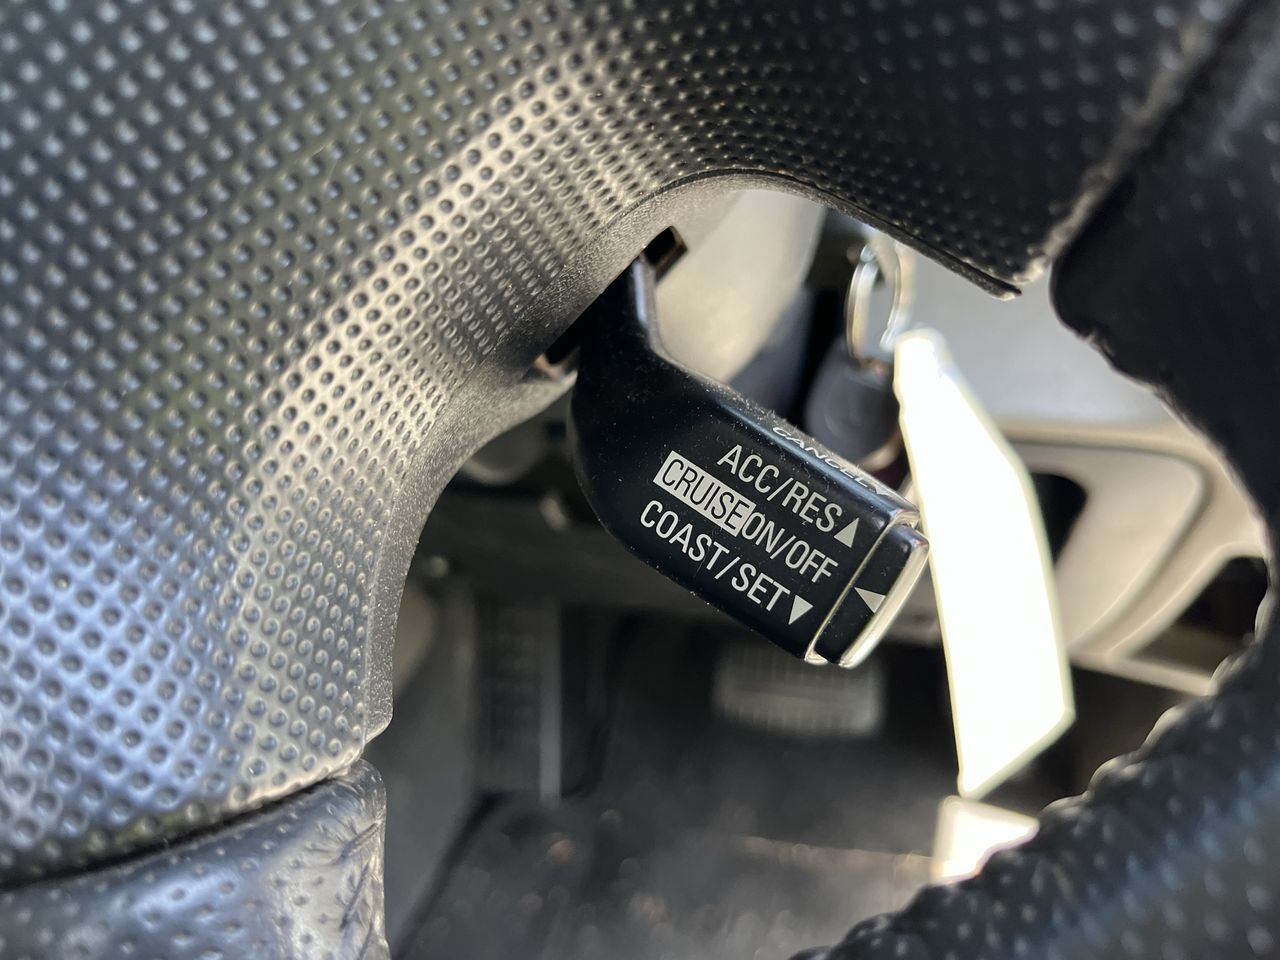 CANCEL
ACC/RES▲
CRUISE ON/OFF
COAST/SET▼